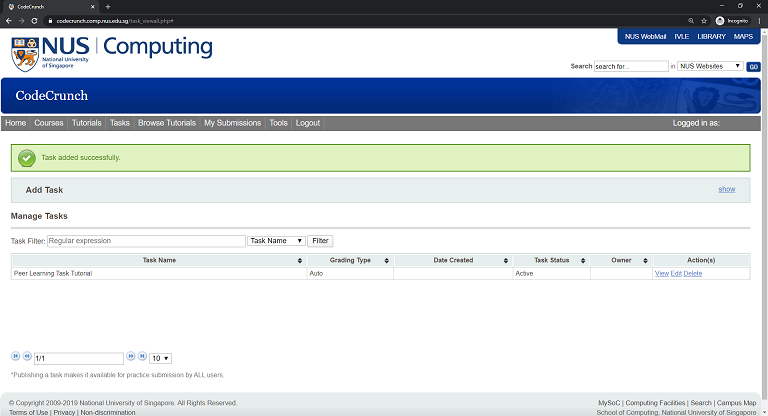 CodeCrunch
codecrunch.comp.nus.edu.sg/task_viewall.php#
Incognito
NUS WebMail IVLE LIBRARY MAPS
NUS Computing
National University
of Singapore
Search search for... in NUS Websites GO
CodeCrunch
Home Courses Tutorials Tasks Browse Tutorials My Submissions Tools Logout Logged in as:
Task added successfully.
Add Task show
Manage Tasks
Task Filter: Regular expression Task Name Filter
Task Name Grading Type Date Created Task Status Owner Action(s)
Peer Learning Task Tutorial Auto Active View Edit Delete
1/1 10
*Publishing a task makes it available for practice submission by ALL users.
© Copyright 2009-2019 National University of Singapore. All Rights Reserved. MySoC | Computing Facilities | Search | Campus Map
Terms of Use | Privacy | Non-discrimination School of Computing, National University of Singapore